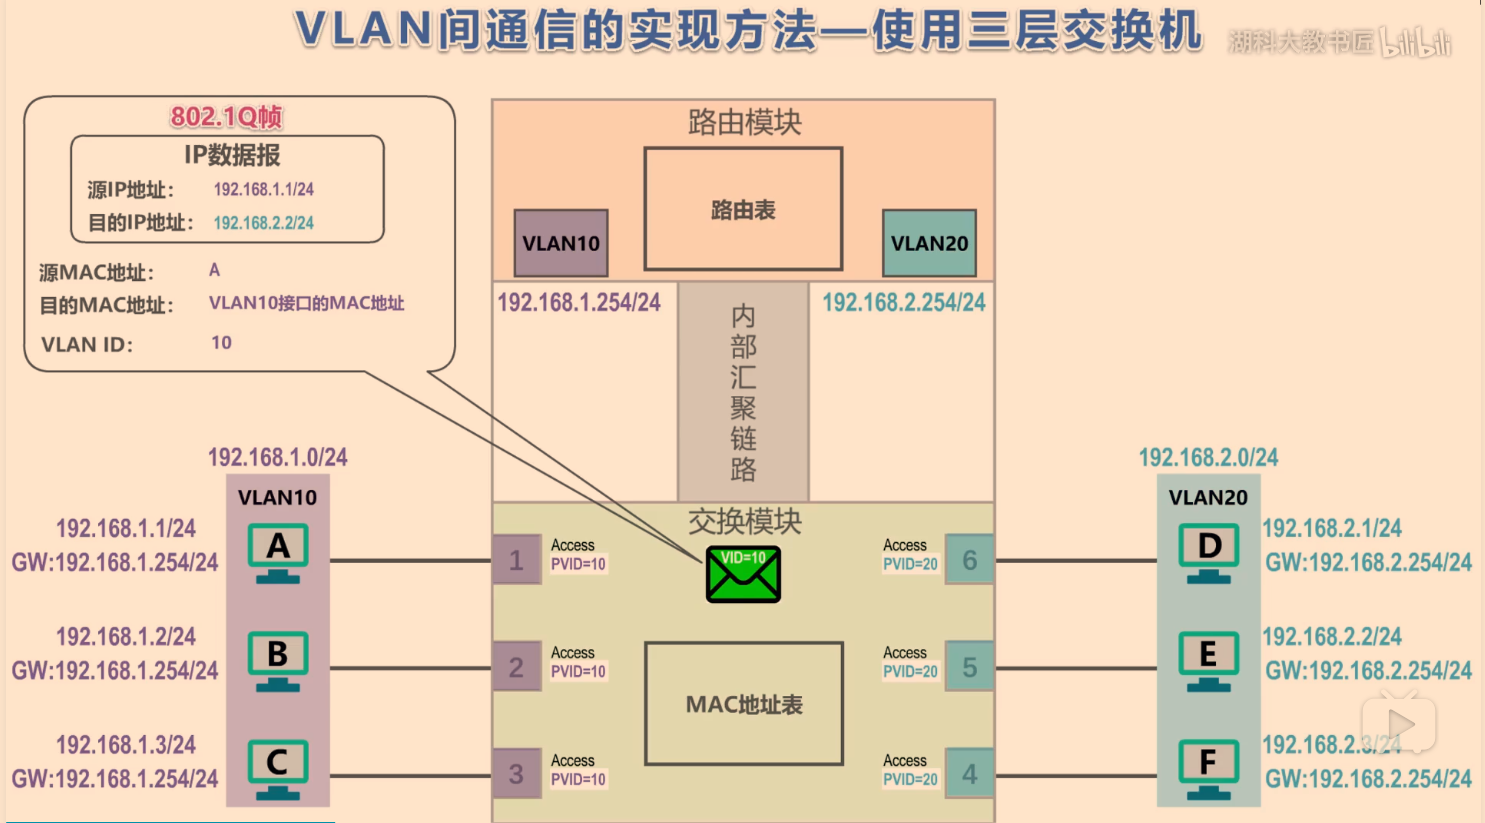 VLAN间通信的实现方法—使用三层交换机
湖科大教书匠 bilibili
802.1Q帧
IP数据报
源IP地址: 192.168.1.1/24
目的IP地址: 192.168.2.2/24
源MAC地址: A
目的MAC地址: VLAN10接口的MAC地址
VLAN ID: 10
路由模块
路由表
VLAN10
VLAN20
192.168.1.254/24
192.168.2.254/24
内部汇聚链路
192.168.1.0/24
VLAN10
192.168.1.1/24
GW:192.168.1.254/24
A
192.168.1.2/24
GW:192.168.1.254/24
B
192.168.1.3/24
GW:192.168.1.254/24
C
交换模块
VID=10
1
Access
PVID=10
2
Access
PVID=10
3
Access
PVID=10
MAC地址表
Access
PVID=20
6
Access
PVID=20
5
Access
PVID=20
4
192.168.2.0/24
VLAN20
D
192.168.2.1/24
GW:192.168.2.254/24
E
192.168.2.2/24
GW:192.168.2.254/24
F
192.168.2.3/24
GW:192.168.2.254/24